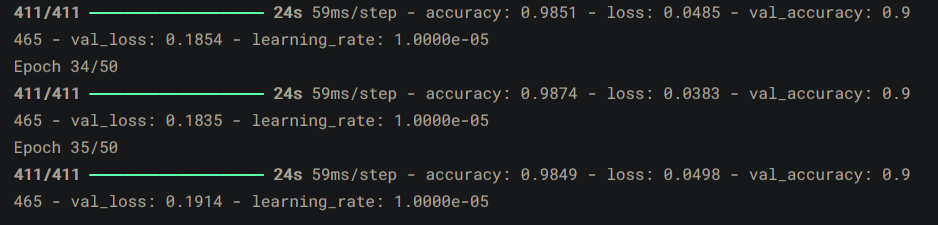 411/411 ━━━━━━━━━━━━━━━━━━━━ 24s 59ms/step - accuracy: 0.9851 - loss: 0.0485 - val_accuracy: 0.9
465 - val_loss: 0.1854 - learning_rate: 1.0000e-05
Epoch 34/50
411/411 ━━━━━━━━━━━━━━━━━━━━ 24s 59ms/step - accuracy: 0.9874 - loss: 0.0383 - val_accuracy: 0.9
465 - val_loss: 0.1835 - learning_rate: 1.0000e-05
Epoch 35/50
411/411 ━━━━━━━━━━━━━━━━━━━━ 24s 59ms/step - accuracy: 0.9849 - loss: 0.0498 - val_accuracy: 0.9
465 - val_loss: 0.1914 - learning_rate: 1.0000e-05